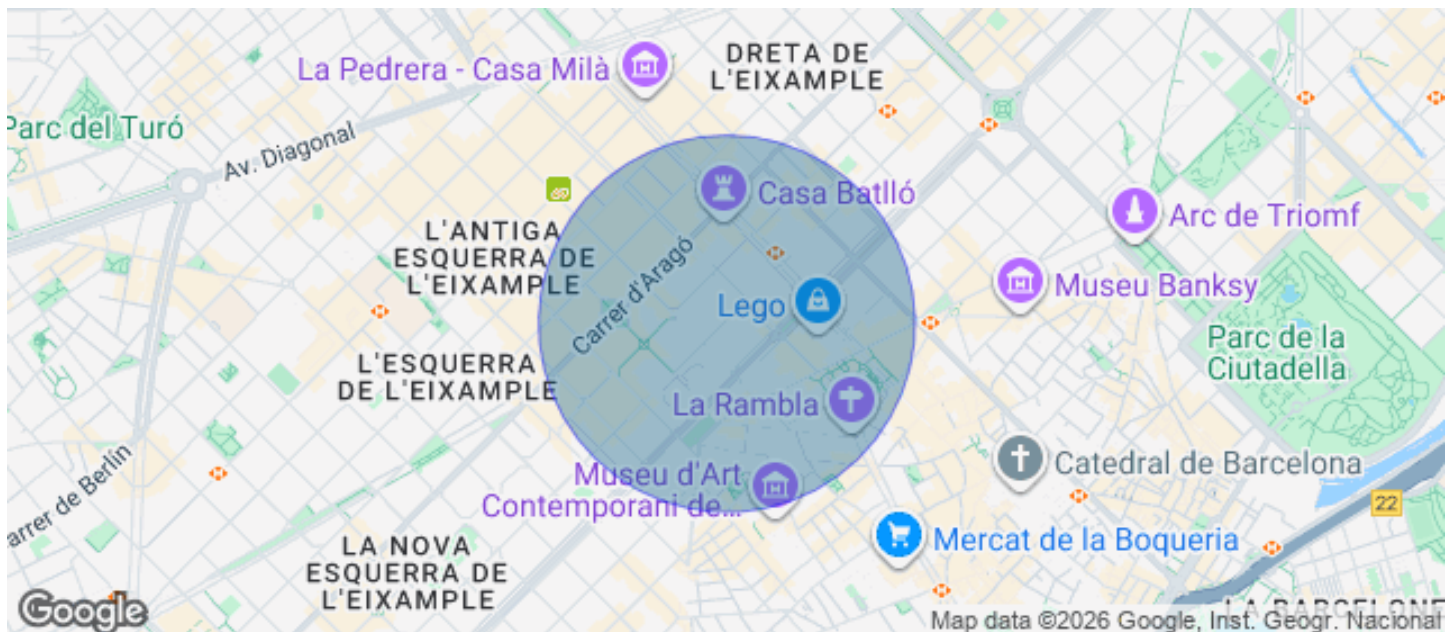 DRETA DE
L'EIXAMPLE
La Pedrera - Casa Milà
Parc del Turó
Av. Diagonal
Casa Batlló
Arc de Triomf
L'ANTIGA
ESQUERRA DE
L'EIXAMPLE
Carrer d'Aragó
Lego
Museu Banksy
Parc de la
Ciutadella
L'ESQUERRA
DE L'EIXAMPLE
La Rambla
Catedral de Barcelona
Museu d'Art
Contemporani de...
Carrer de Berlín
22
Mercat de la Boqueria
LA NOVA
ESQUERRA DE
L'EIXAMPLE
LA BARCELONE
Google
Map data ©2026 Google, Inst. Geogr. Nacional